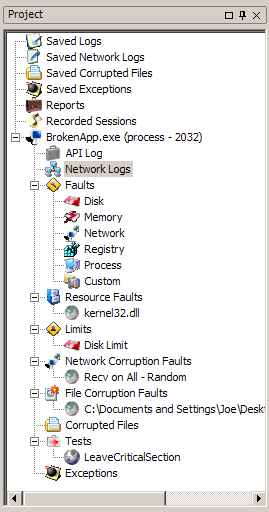 Project
Saved Logs
Saved Network Logs
Saved Corrupted Files
Saved Exceptions
Reports
Recorded Sessions
BrokenApp.exe (process - 2032)
API Log
Network Logs
Faults
Disk
Memory
Network
Registry
Process
Custom
Resource Faults
kernel32.dll
Limits
Disk Limit
Network Corruption Faults
Recv on All - Random
File Corruption Faults
C:\Documents and Settings\Joe\Desk
Corrupted Files
Tests
LeaveCriticalSection
Exceptions